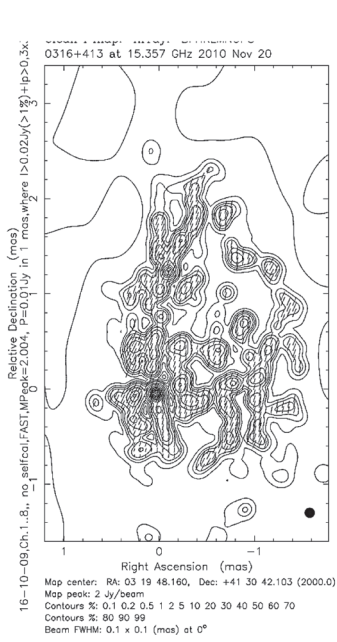 0316+413 at 15.357 GHz 2010 Nov 20
16-10-09,Ch.1..8,, no_selfcal,FAST,MPeak=2.004, P=0.01Jy in 1 mas,where I>0.02Jy(>1%)+Ip>0.3x
Relative Declination (mas)
3
2
1
0
−1
1 0 −1
Right Ascension (mas)
Map center: RA: 03 19 48.160, Dec: +41 30 42.103 (2000.0)
Map peak: 2 Jy/beam
Contours %: 0.1 0.2 0.5 1 2 5 10 20 30 40 50 60 70
Contours %: 80 90 99
Beam FWHM: 0.1 x 0.1 (mas) at 0°